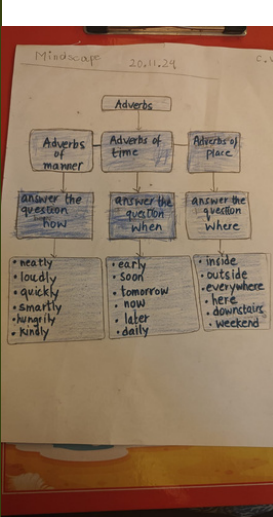 Mindscape 20.11.24
Adverbs
Adverbs of manner
Adverbs of time
Adverbs of place
answer the question how
answer the question when
answer the question where
• neatly
• loudly
• quickly
• smartly
• hungrily
• kindly
• early
• soon
• tomorrow
• now
• later
• daily
• inside
• outside
• everywhere
• here
• downstairs
• weekend